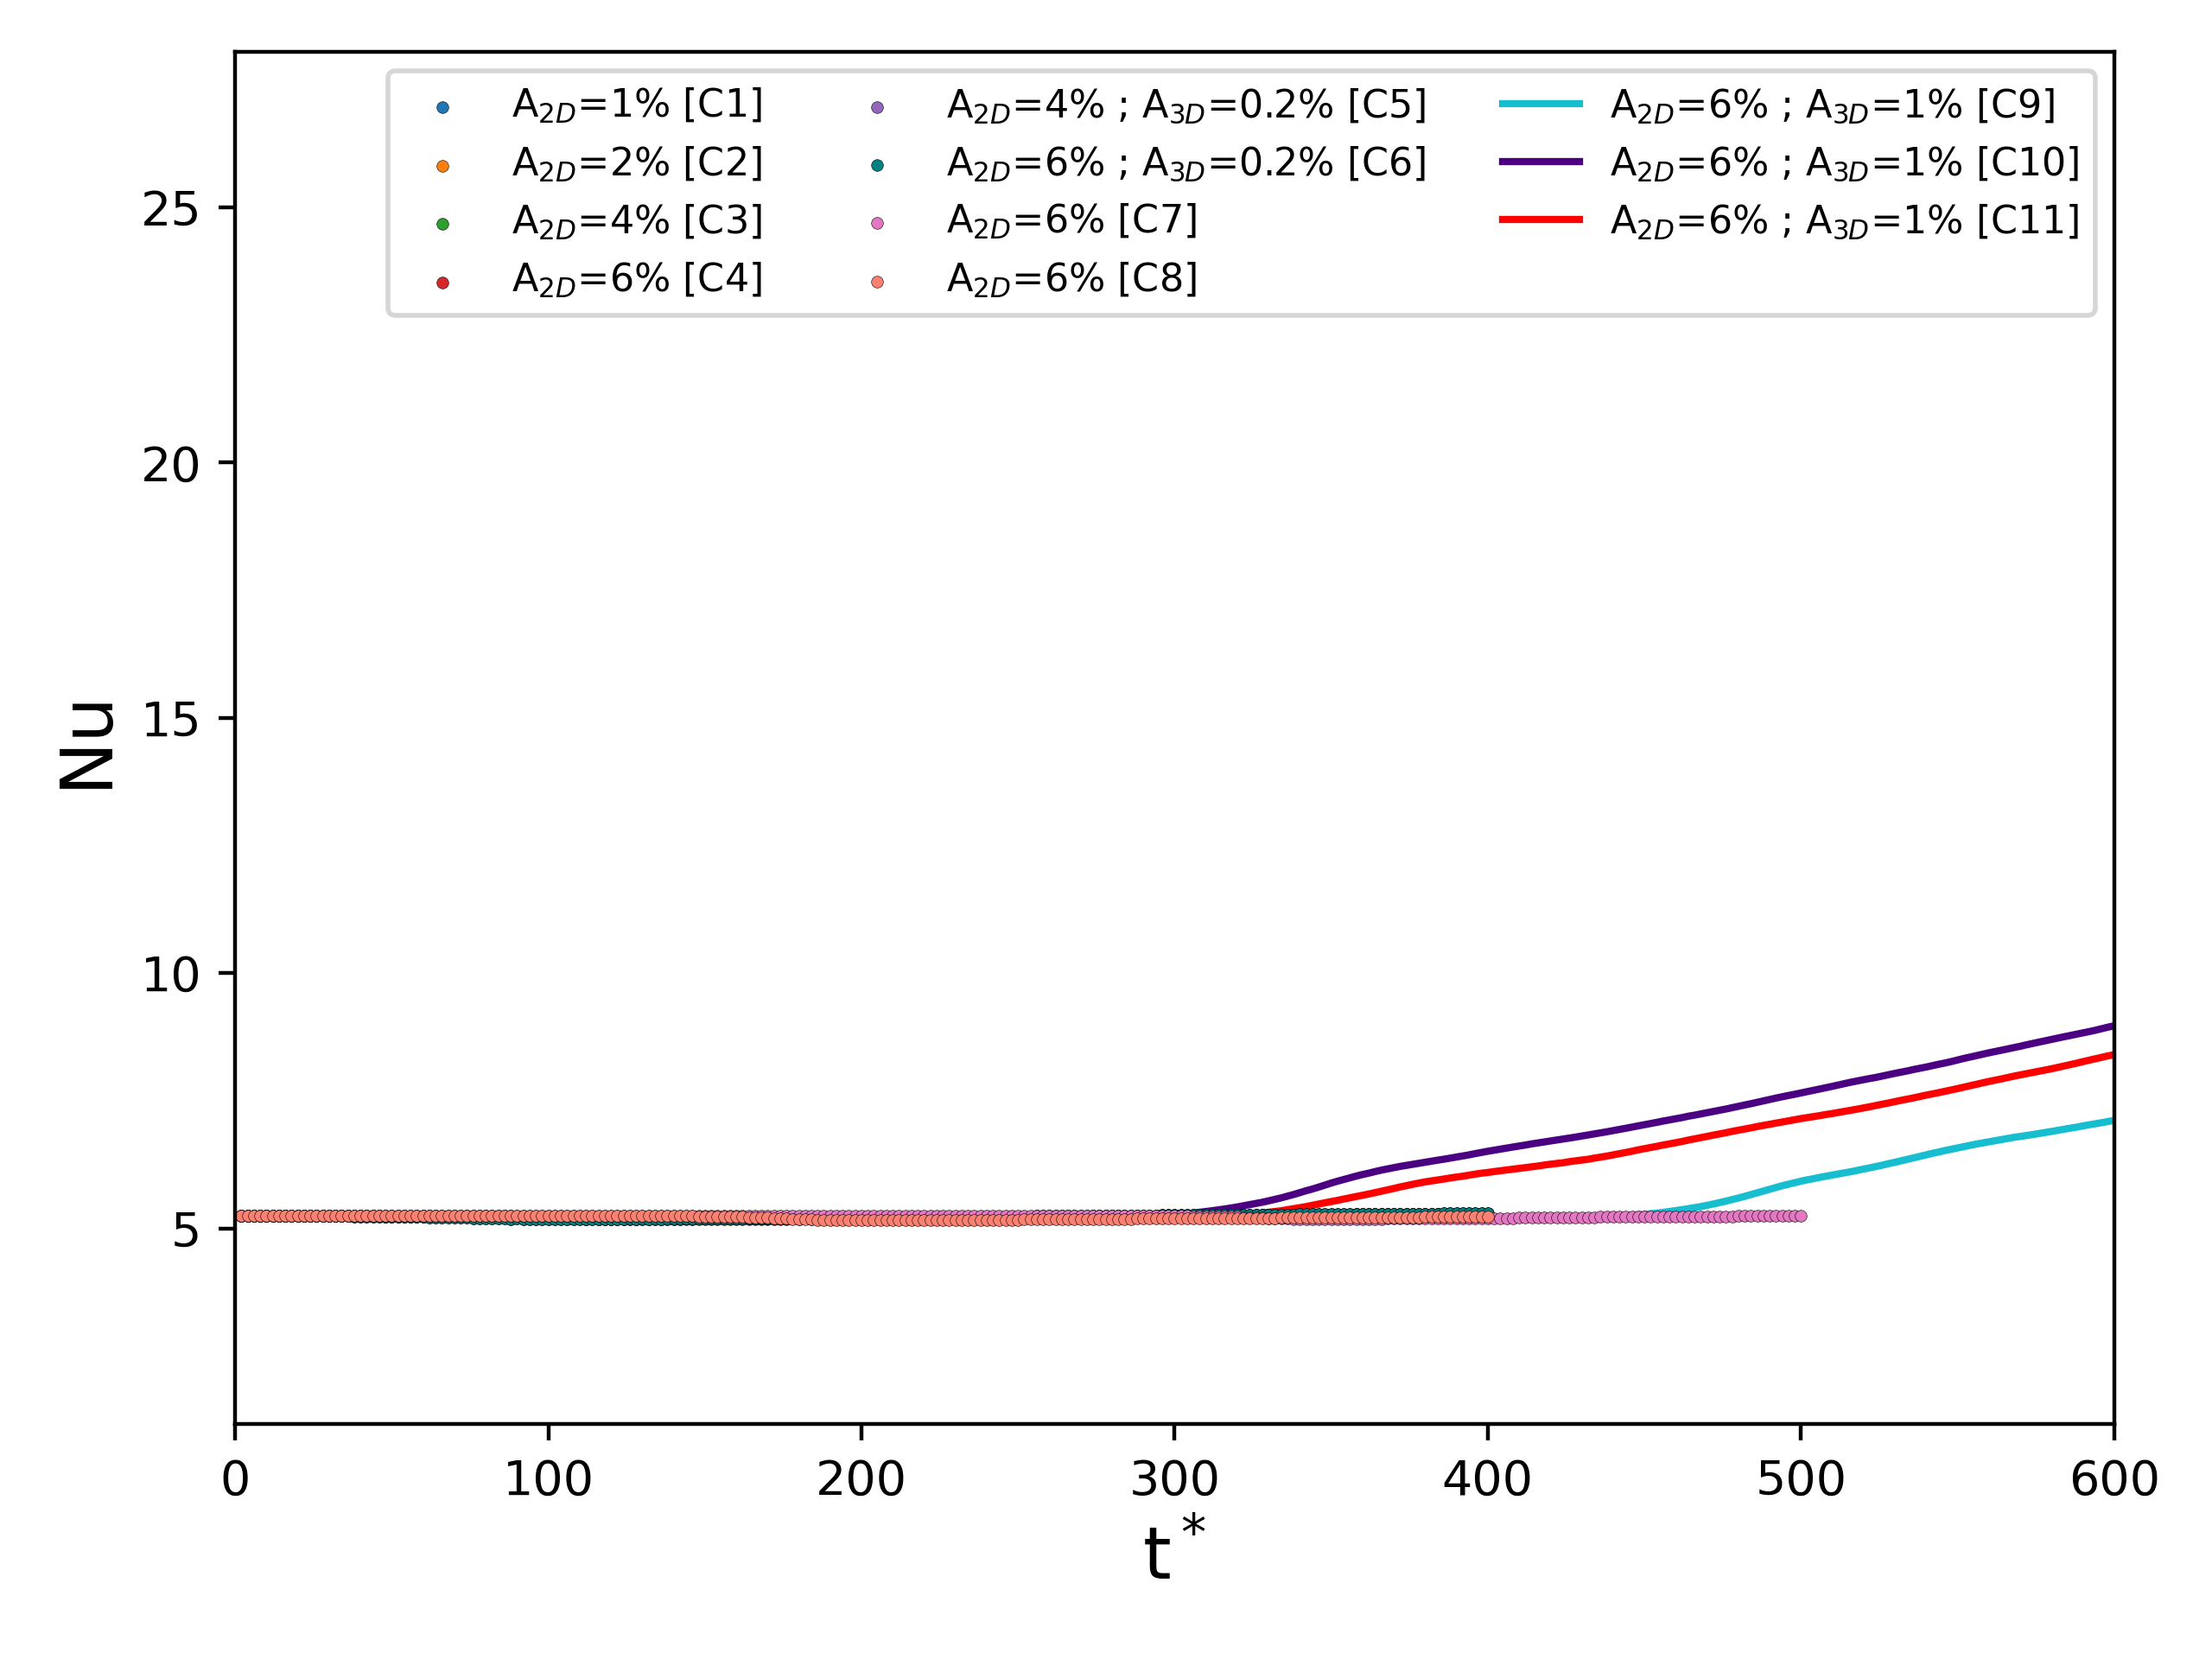 A2D=1% [C1]
A2D=2% [C2]
A2D=4% [C3]
A2D=6% [C4]
A2D=4% ; A3D=0.2% [C5]
A2D=6% ; A3D=0.2% [C6]
A2D=6% [C7]
A2D=6% [C8]
A2D=6% ; A3D=1% [C9]
A2D=6% ; A3D=1% [C10]
A2D=6% ; A3D=1% [C11]
Nu
25
20
15
10
5
0 100 200 300 400 500 600
t*